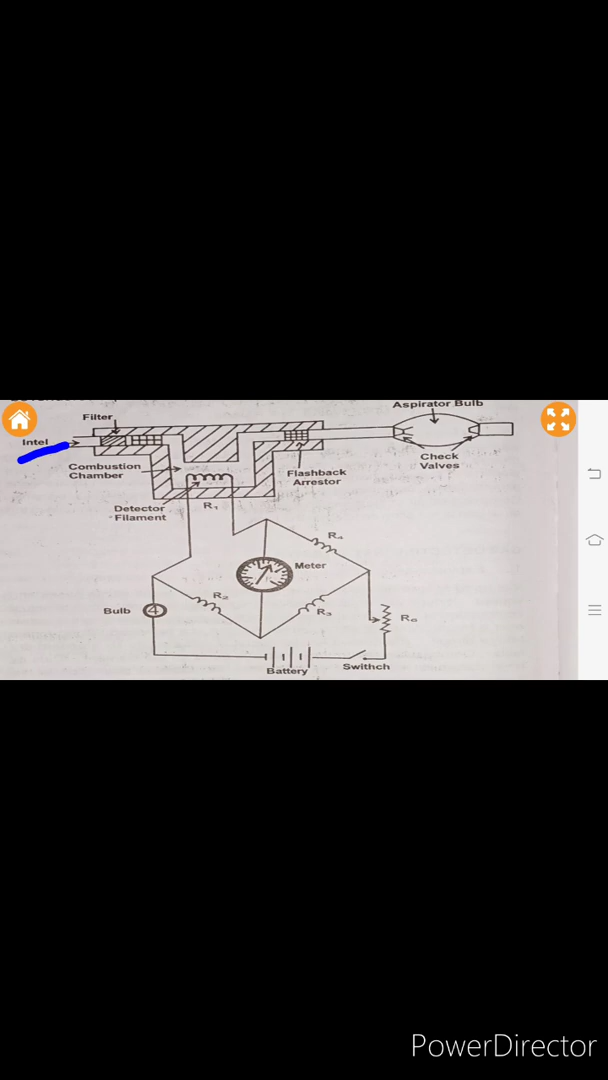 Aspirator Bulb
Filter
Intel
Combustion
Chamber
Check
Valves
Flashback
Arrestor
Detector
Filament
R₁
R₄
Meter
R₂
R₃
Bulb
4
Battery
Swithch
PowerDirector